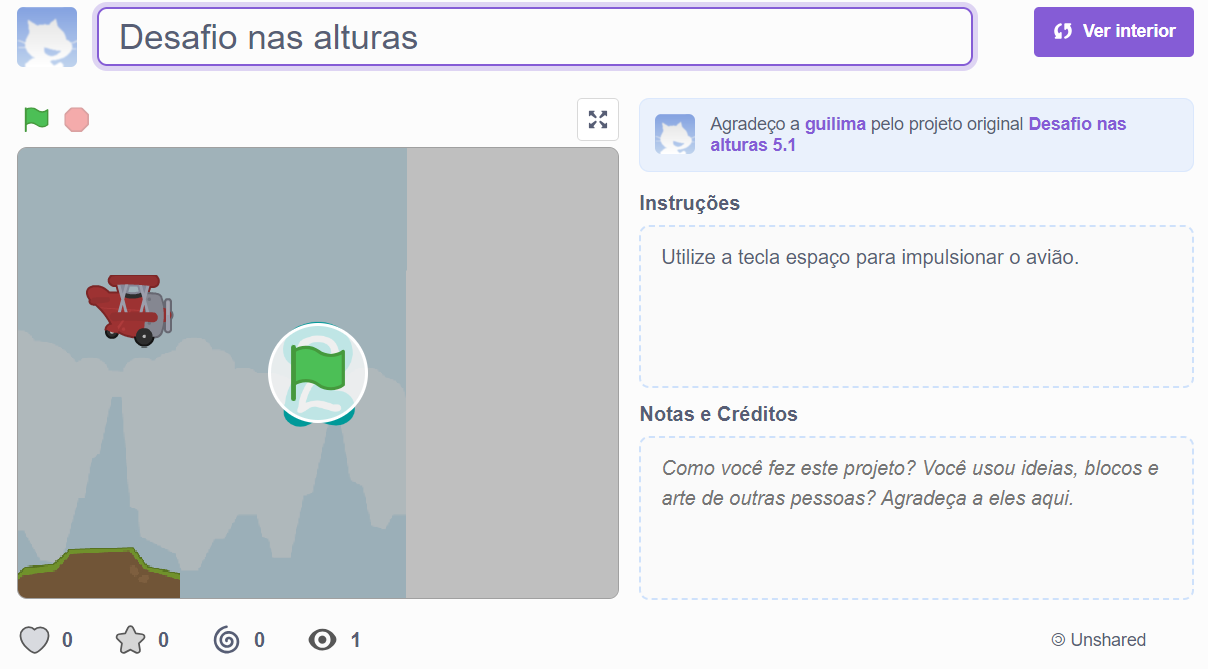 Desafio nas alturas
Ver interior
Agradeço a guilima pelo projeto original Desafio nas
alturas 5.1
Instruções
Utilize a tecla espaço para impulsionar o avião.
2
Notas e Créditos
Como você fez este projeto? Você usou ideias, blocos e
arte de outras pessoas? Agradeça a eles aqui.
0
0
0
1
Unshared